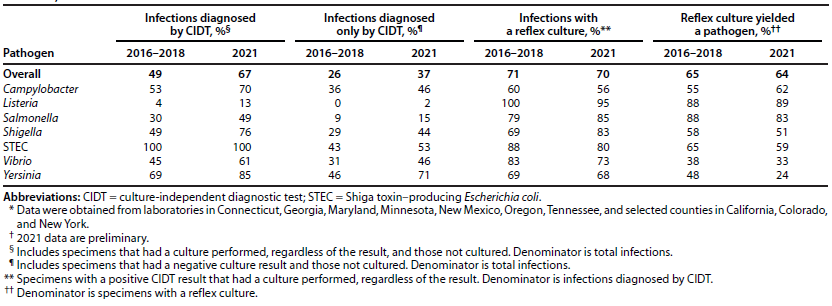 Infections diagnosed by CIDT, %§ Infections diagnosed only by CIDT, %¶ Infections with a reflex culture, %** Reflex culture yielded a pathogen, %††
Pathogen 2016–2018 2021 2016–2018 2021 2016–2018 2021 2016–2018 2021
Overall 49 67 26 37 71 70 65 64
Campylobacter 53 70 36 46 60 56 55 62
Listeria 4 13 0 2 100 95 88 89
Salmonella 30 49 9 15 79 85 88 83
Shigella 49 76 29 44 69 83 58 51
STEC 100 100 43 53 88 80 65 59
Vibrio 45 61 31 46 83 73 38 33
Yersinia 69 85 46 71 69 68 48 24
Abbreviations: CIDT = culture-independent diagnostic test; STEC = Shiga toxin–producing Escherichia coli.
* Data were obtained from laboratories in Connecticut, Georgia, Maryland, Minnesota, New Mexico, Oregon, Tennessee, and selected counties in California, Colorado,
and New York.
† 2021 data are preliminary.
§ Includes specimens that had a culture performed, regardless of the result, and those not cultured. Denominator is total infections.
¶ Includes specimens that had a negative culture result and those not cultured. Denominator is total infections.
** Specimens with a positive CIDT result that had a culture performed, regardless of the result. Denominator is infections diagnosed by CIDT.
†† Denominator is specimens with a reflex culture.